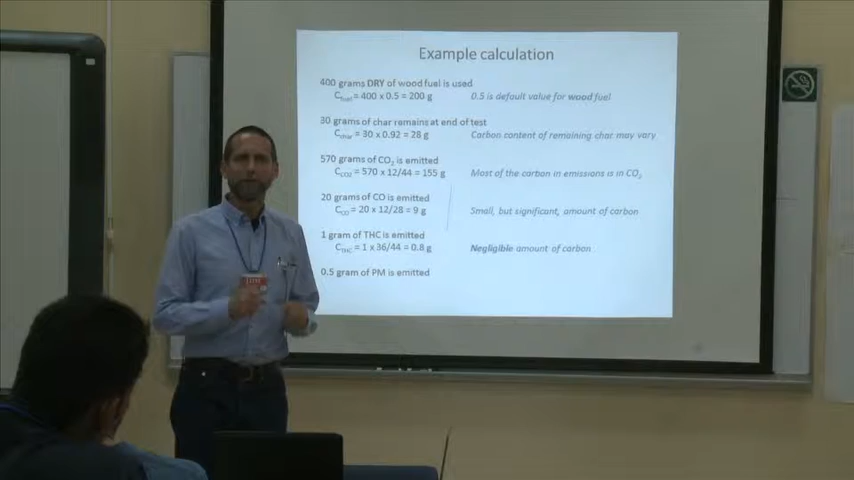 Example calculation
400 grams DRY of wood fuel is used
Cfuel = 400 x 0.5 = 200 g 0.5 is default value for wood fuel
30 grams of char remains at end of test
Cchar = 30 x 0.92 = 28 g Carbon content of remaining char may vary
570 grams of CO2 is emitted
CCO2 = 570 x 12/44 = 155 g Most of the carbon in emissions is in CO2
20 grams of CO is emitted
CCO = 20 x 12/28 = 9 g Small, but significant, amount of carbon
1 gram of THC is emitted
CTHC = 1 x 36/44 = 0.8 g Negligible amount of carbon
0.5 gram of PM is emitted